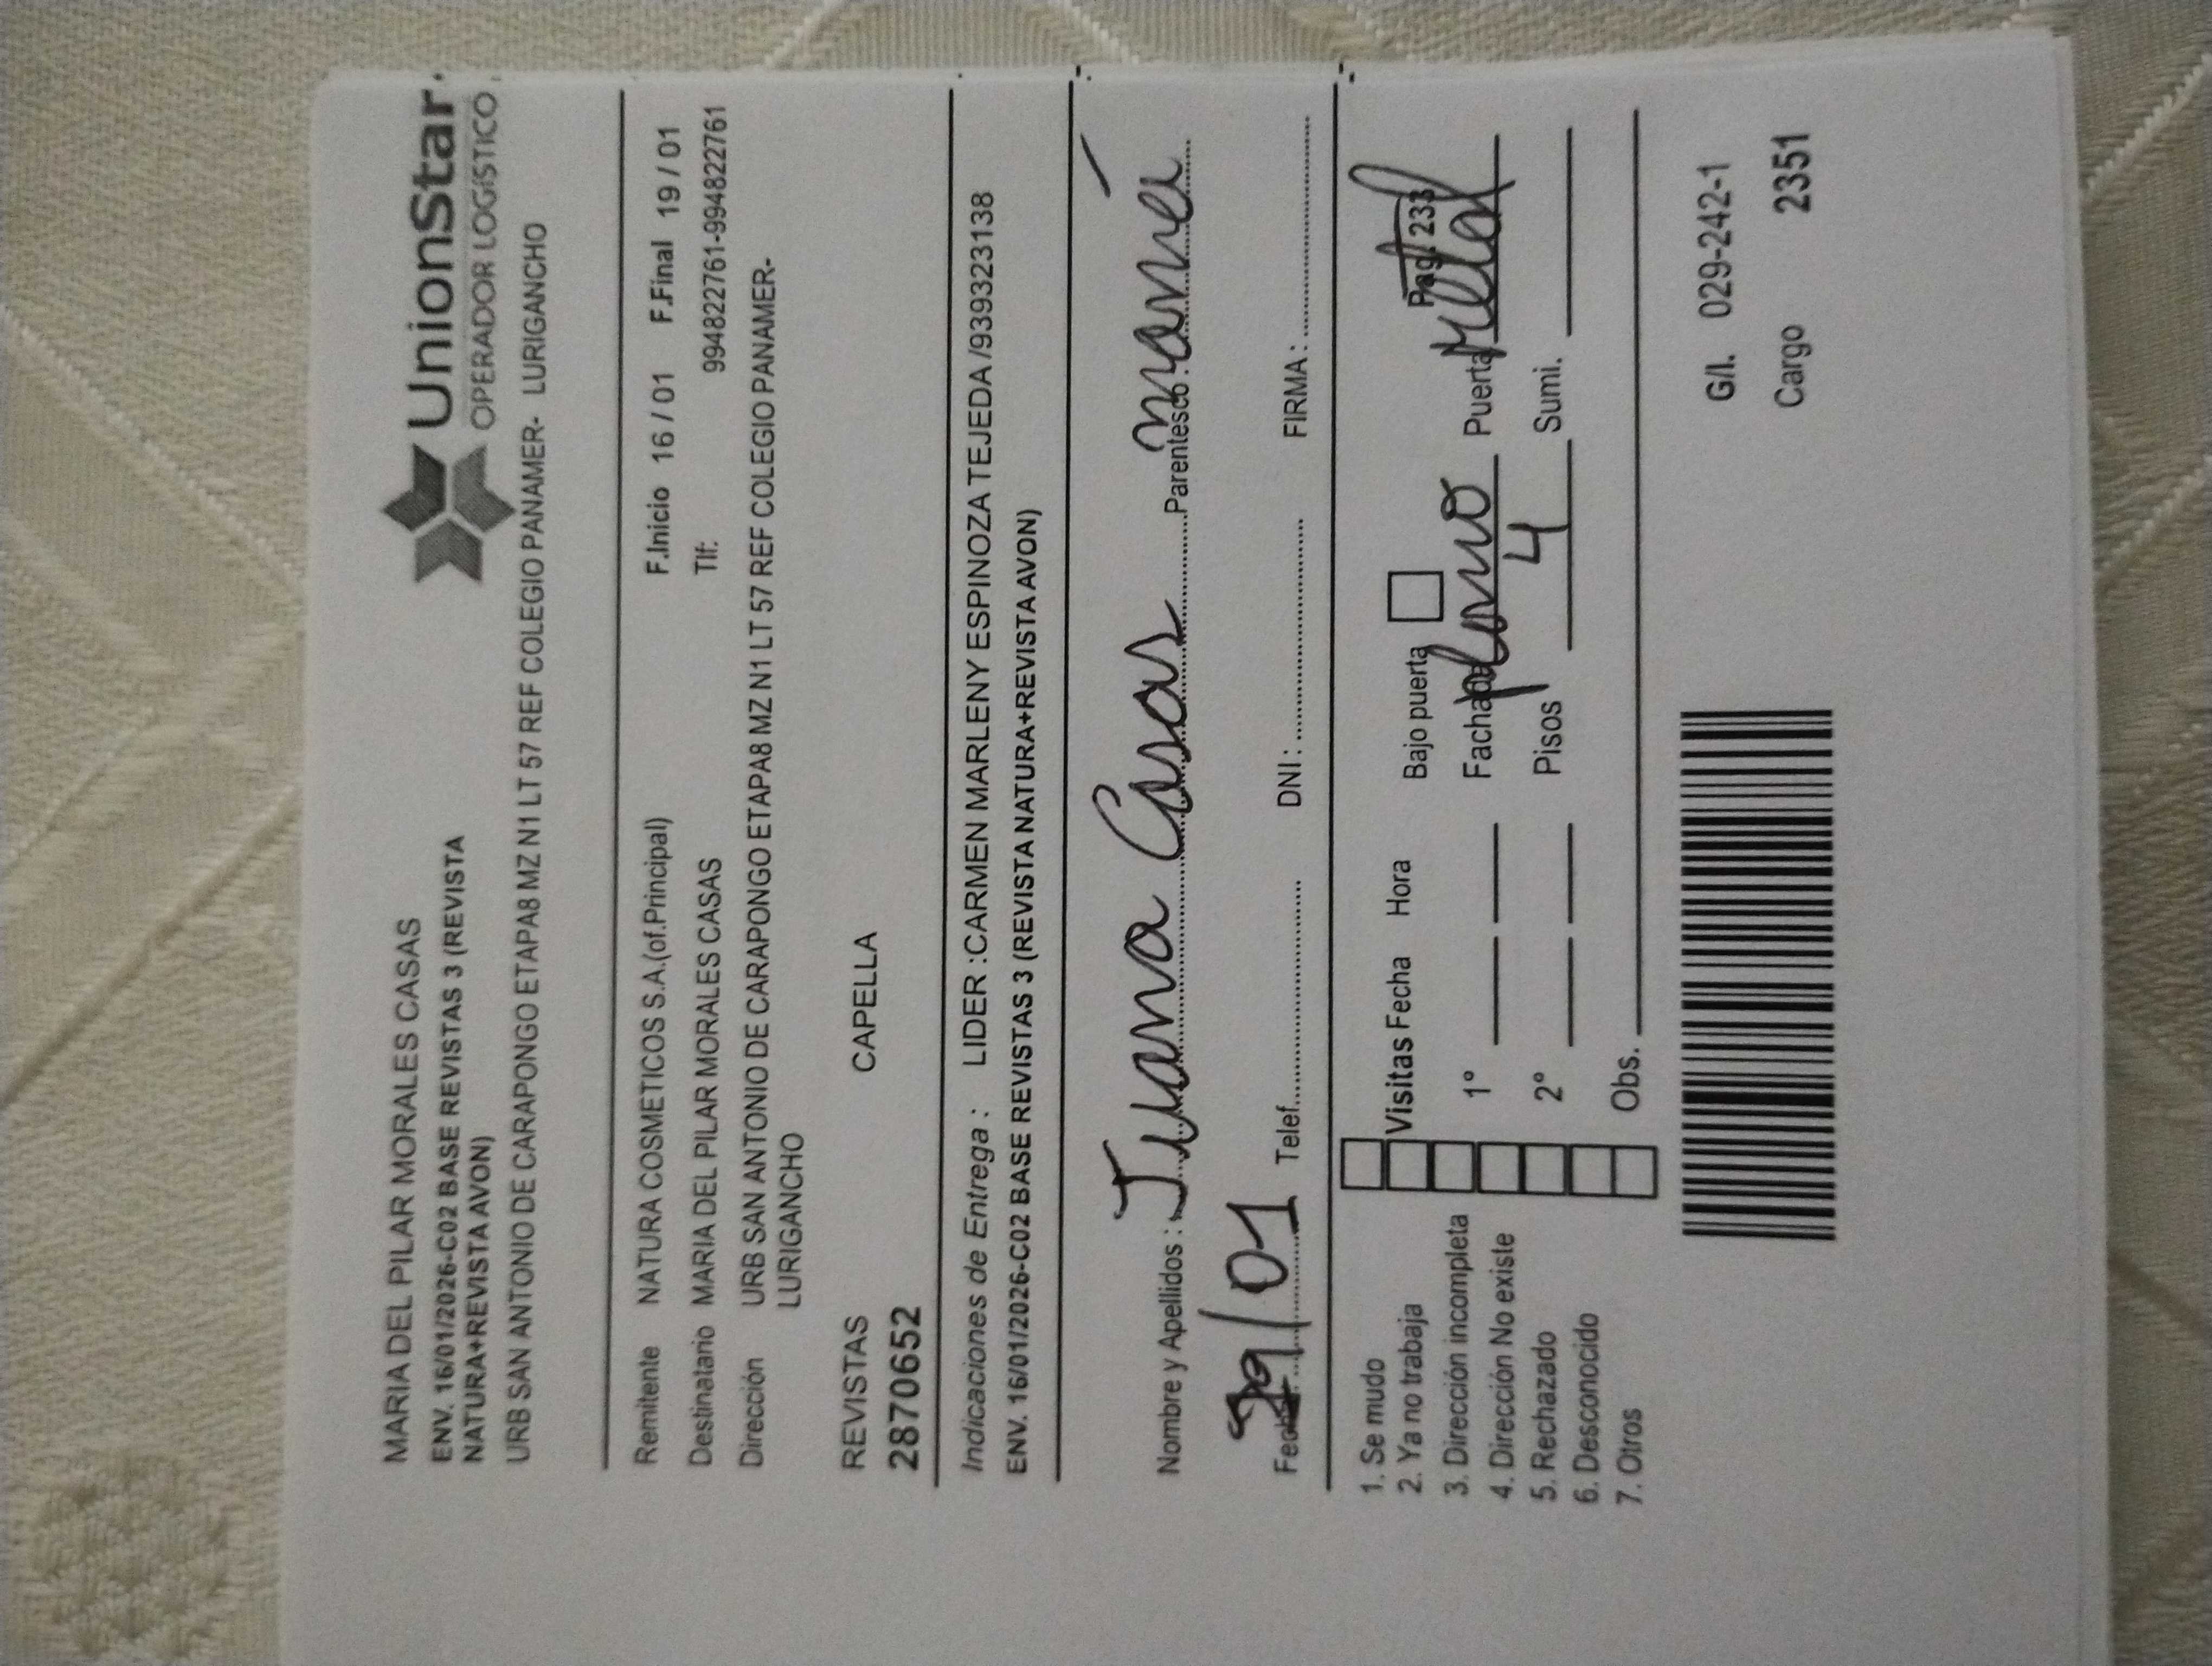 MARIA DEL PILAR MORALES CASAS
ENV. 16/01/2026-C02 BASE REVISTAS 3 (REVISTA
NATURA+REVISTA AVON)
URB SAN ANTONIO DE CARAPONGO ETAPA8 MZ N1 LT 57 REF COLEGIO PANAMER- LURIGANCHO
UnionStar
OPERADOR LOGÍSTICO
Remitente NATURA COSMETICOS S.A.(of.Principal) F.Inicio 16 / 01 F.Final 19 / 01
Destinatario MARIA DEL PILAR MORALES CASAS Tlf: 994822761-994822761
Dirección URB SAN ANTONIO DE CARAPONGO ETAPA8 MZ N1 LT 57 REF COLEGIO PANAMER-
LURIGANCHO
REVISTAS CAPELLA
2870652
Indicaciones de Entrega : LIDER :CARMEN MARLENY ESPINOZA TEJEDA /939323138
ENV. 16/01/2026-C02 BASE REVISTAS 3 (REVISTA NATURA+REVISTA AVON)
Nombre y Apellidos : Juana Casas Parentesco : mamá
Fecha: /01 Telef. DNI : FIRMA :
1. Se mudo
2. Ya no trabaja
3. Dirección incompleta
4. Dirección No existe
5. Rechazado
6. Desconocido
7. Otros
Visitas Fecha Hora Bajo puerta Pag. 233
1° Fachada plomo Puerta Metal
2° Pisos 4 Sumi.
Obs.
G/l. 029-242-1
Cargo 2351